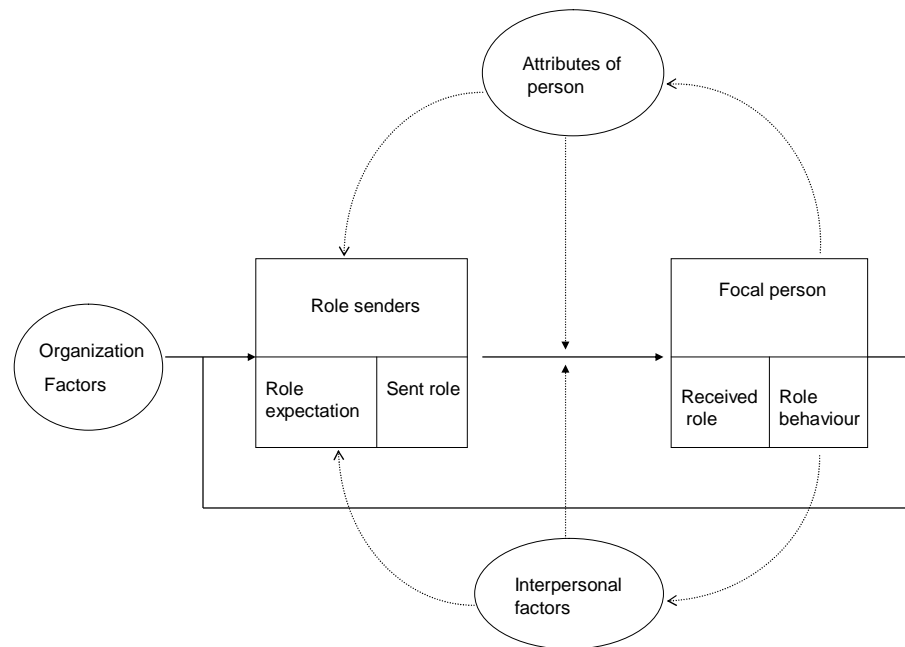 Attributes of
person
Role senders
Focal person
Organization
Factors
Role
expectation
Sent role
Received
role
Role
behaviour
Interpersonal
factors